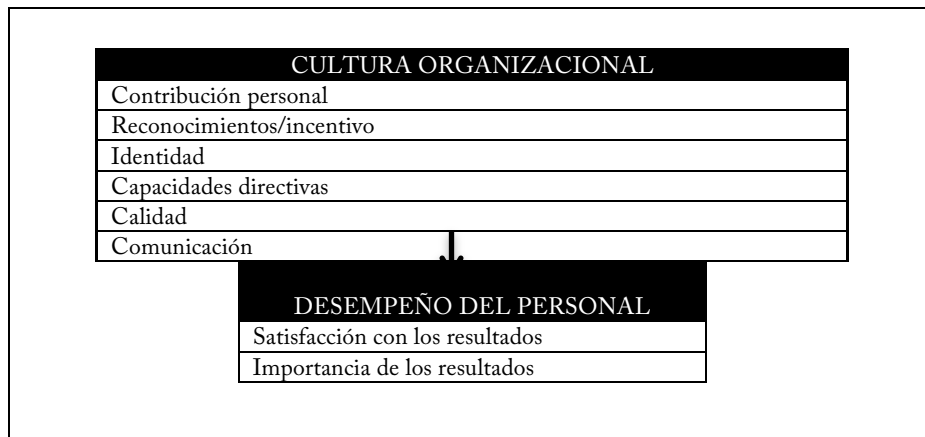 CULTURA ORGANIZACIONAL
Contribución personal
Reconocimientos/incentivo
Identidad
Capacidades directivas
Calidad
Comunicación
DESEMPEÑO DEL PERSONAL
Satisfacción con los resultados
Importancia de los resultados